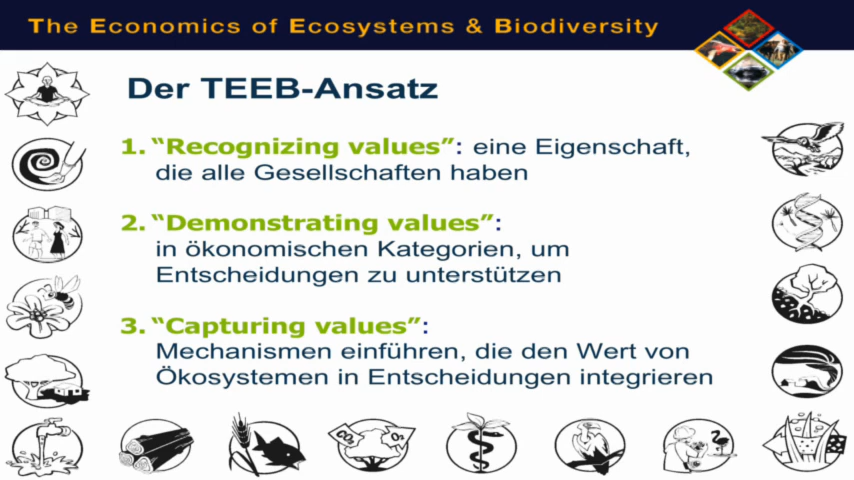 The Economics of Ecosystems & Biodiversity
Der TEEB-Ansatz
1. “Recognizing values”: eine Eigenschaft,
die alle Gesellschaften haben
2. “Demonstrating values”:
in ökonomischen Kategorien, um
Entscheidungen zu unterstützen
3. “Capturing values”:
Mechanismen einführen, die den Wert von
Ökosystemen in Entscheidungen integrieren
CO2 O2